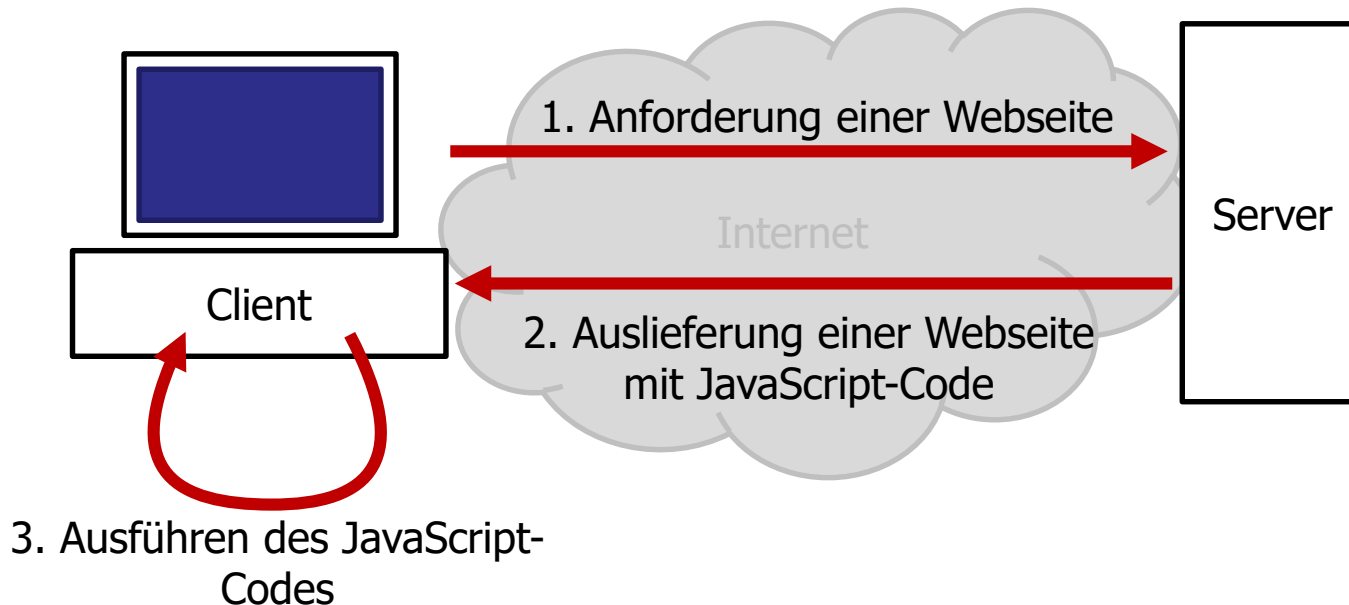 1. Anforderung einer Webseite
Internet
Server
Client
2. Auslieferung einer Webseite
mit JavaScript-Code
3. Ausführen des JavaScript-
Codes